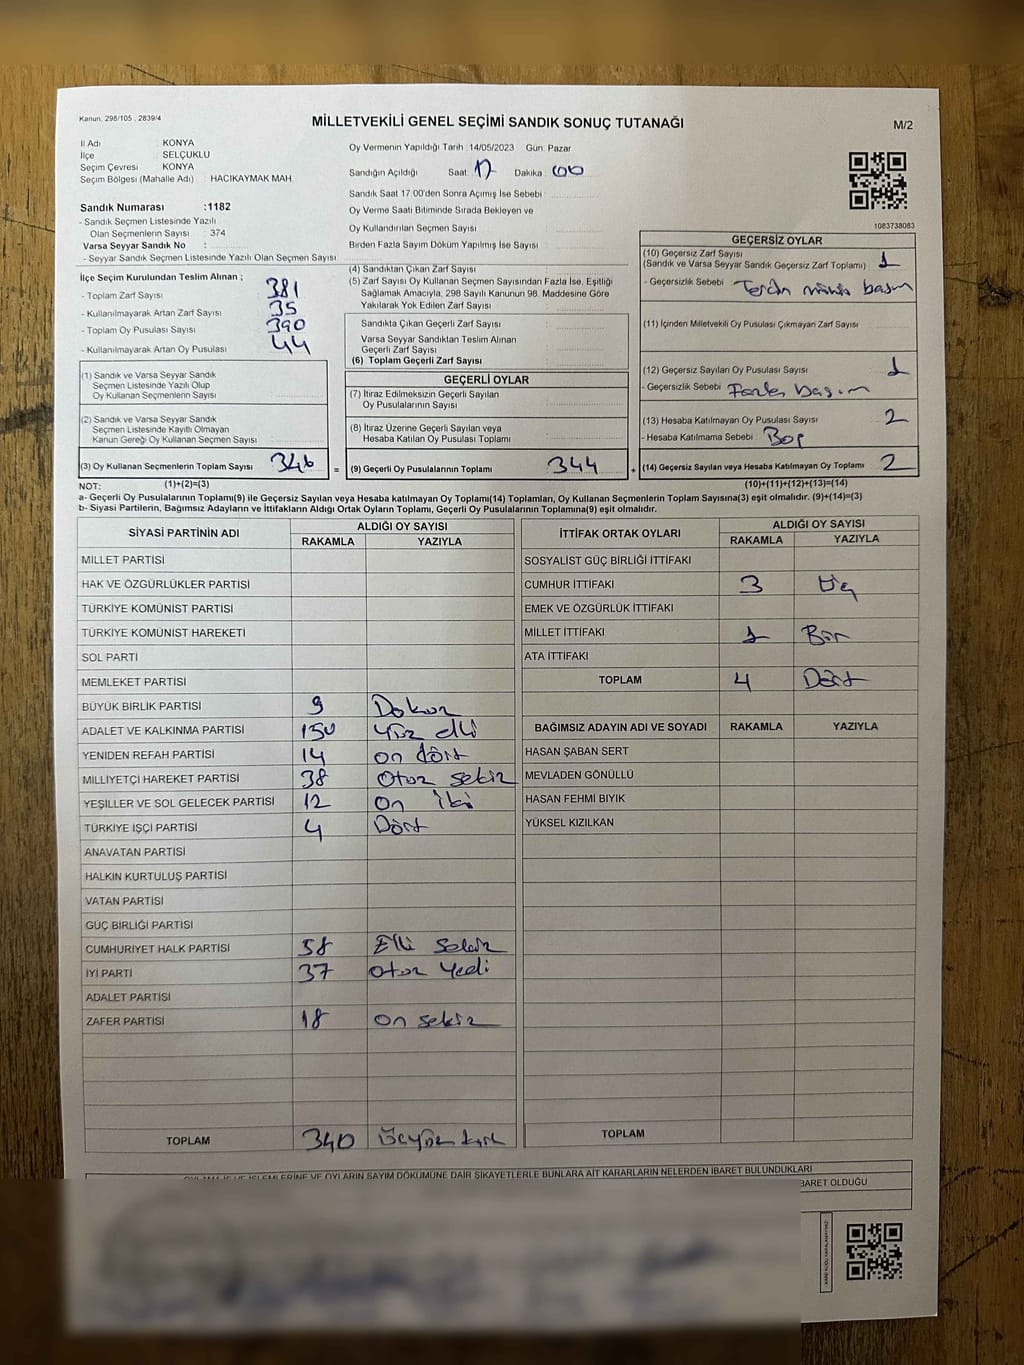 Kanun. 298/105 , 2839/4
MİLLETVEKİLİ GENEL SEÇİMİ SANDIK SONUÇ TUTANAĞI
M/2
İl Adı KONYA
İlçe SELÇUKLU
Seçim Çevresi KONYA
Seçim Bölgesi (Mahalle Adı) : HACIKAYMAK MAH.
Sandık Numarası :1182
- Sandık Seçmen Listesinde Yazılı
Olan Seçmenlerin Sayısı : 374
Varsa Seyyar Sandık No :
- Seyyar Sandık Seçmen Listesinde Yazılı Olan Seçmen Sayısı
İlçe Seçim Kurulundan Teslim Alınan ;
- Toplam Zarf Sayısı 381
- Kullanılmayarak Artan Zarf Sayısı 35
- Toplam Oy Pusulası Sayısı 390
- Kullanılmayarak Artan Oy Pusulası 44
(1) Sandık ve Varsa Seyyar Sandık
Seçmen Listesinde Yazılı Olup
Oy Kullanan Seçmenlerin Sayısı
(2) Sandık ve Varsa Seyyar Sandık
Seçmen Listesinde Kayıtlı Olmayan
Kanun Gereği Oy Kullanan Seçmen Sayısı
(3) Oy Kullanan Seçmenlerin Toplam Sayısı 346 =
Oy Vermenin Yapıldığı Tarih :14/05/2023 Gün: Pazar
Sandığın Açıldığı Saat: 17 Dakika: 00
Sandık Saat 17.00'den Sonra Açımış İse Sebebi
Oy Verme Saati Bitiminde Sırada Bekleyen ve
Oy Kullandırılan Seçmen Sayısı
Birden Fazla Sayım Döküm Yapılmış İse Sayısı
(4) Sandıktan Çıkan Zarf Sayısı
(5) Zarf Sayısı Oy Kullanan Seçmen Sayısından Fazla İse, Eşitliği
Sağlamak Amacıyla, 298 Sayılı Kanunun 98. Maddesine Göre
Yakılarak Yok Edilen Zarf Sayısı
Sandıkta Çıkan Geçerli Zarf Sayısı
Varsa Seyyar Sandıktan Teslim Alınan
Geçerli Zarf Sayısı
(6) Toplam Geçerli Zarf Sayısı
GEÇERLİ OYLAR
(7) İtiraz Edilmeksizin Geçerli Sayılan
Oy Pusulalarının Sayısı
(8) İtiraz Üzerine Geçerli Sayılan veya
Hesaba Katılan Oy Pusulası Toplamı
(9) Geçerli Oy Pusulalarının Toplamı 344 +
1083738083
GEÇERSİZ OYLAR
(10) Geçersiz Zarf Sayısı 1
(Sandık ve Varsa Seyyar Sandık Geçersiz Zarf Toplamı)
- Geçersizlik Sebebi
(11) İçinden Milletvekili Oy Pusulası Çıkmayan Zarf Sayısı
(12) Geçersiz Sayılan Oy Pusulası Sayısı 1
- Geçersizlik Sebebi Fazla basım
(13) Hesaba Katılmayan Oy Pusulası Sayısı 2
- Hesaba Katılmama Sebebi Boş
(14) Geçersiz Sayılan veya Hesaba Katılmayan Oy Toplamı 2
NOT: (1)+(2)=(3) (10)+(11)+(12)+(13)=(14)
a- Geçerli Oy Pusulalarının Toplamı(9) ile Geçersiz Sayılan veya Hesaba katılmayan Oy Toplamı(14) Toplamları, Oy Kullanan Seçmenlerin Toplam Sayısına(3) eşit olmalıdır. (9)+(14)=(3)
b- Siyasi Partilerin, Bağımsız Adayların ve İttifakların Aldığı Ortak Oyların Toplamı, Geçerli Oy Pusulalarının Toplamına(9) eşit olmalıdır.
SİYASİ PARTİNİN ADI ALDIĞI OY SAYISI
RAKAMLA YAZIYLA
MİLLET PARTİSİ
HAK VE ÖZGÜRLÜKLER PARTİSİ
TÜRKİYE KOMÜNİST PARTİSİ
TÜRKİYE KOMÜNİST HAREKETİ
SOL PARTİ
MEMLEKET PARTİSİ
BÜYÜK BİRLİK PARTİSİ 9 Dokuz
ADALET VE KALKINMA PARTİSİ 150 Yüz elli
YENİDEN REFAH PARTİSİ 14 on dört
MİLLİYETÇİ HAREKET PARTİSİ 38 Otuz sekiz
YEŞİLLER VE SOL GELECEK PARTİSİ 12 On iki
TÜRKİYE İŞÇİ PARTİSİ 4 Dört
ANAVATAN PARTİSİ
HALKIN KURTULUŞ PARTİSİ
VATAN PARTİSİ
GÜÇ BİRLİĞİ PARTİSİ
CUMHURİYET HALK PARTİSİ 58 Elli Sekiz
İYİ PARTİ 37 Otuz Yedi
ADALET PARTİSİ
ZAFER PARTİSİ 18 on sekiz
TOPLAM 340 Üçyüz kırk
İTTİFAK ORTAK OYLARI ALDIĞI OY SAYISI
RAKAMLA YAZIYLA
SOSYALİST GÜÇ BİRLİĞİ İTTİFAKI
CUMHUR İTTİFAKI 3 Üç
EMEK VE ÖZGÜRLÜK İTTİFAKI
MİLLET İTTİFAKI 1 Bir
ATA İTTİFAKI
TOPLAM 4 Dört
BAĞIMSIZ ADAYIN ADI VE SOYADI RAKAMLA YAZIYLA
HASAN ŞABAN SERT
MEVLADEN GÖNÜLLÜ
HASAN FEHMİ BIYIK
YÜKSEL KIZILKAN
TOPLAM
OYLAMA İŞ VE İŞLEMLERİNE VE OYLARIN SAYIM DÖKÜMÜNE DAİR ŞİKAYETLERLE BUNLARA AİT KARARLARIN NELERDEN İBARET BULUNDUKLARI
BARET OLDUĞU